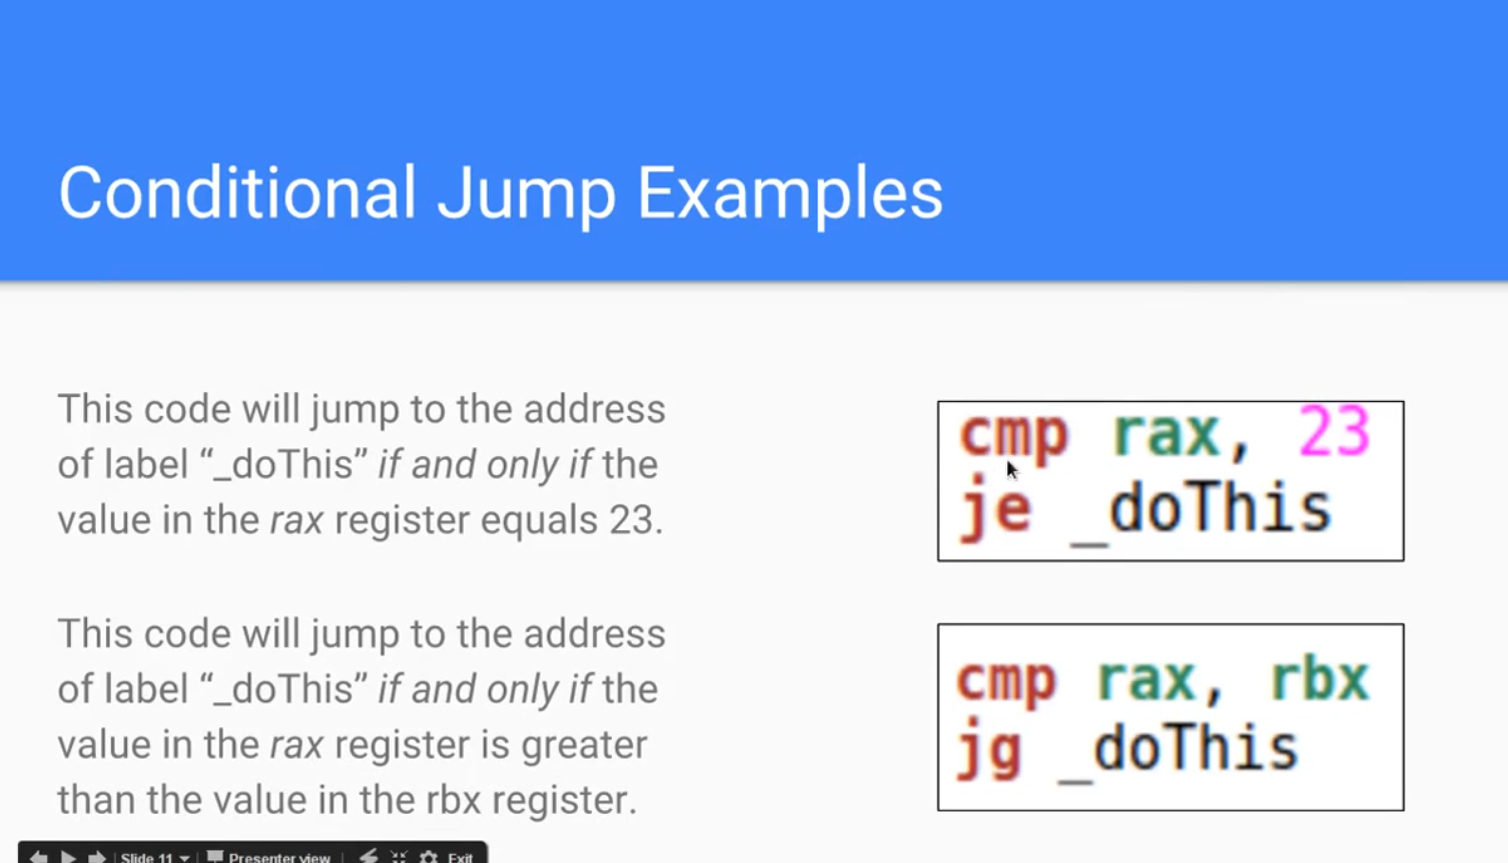 Conditional Jump Examples
This code will jump to the address
of label “_doThis” if and only if the
value in the rax register equals 23.
cmp rax, 23
je _doThis
This code will jump to the address
of label “_doThis” if and only if the
value in the rax register is greater
than the value in the rbx register.
cmp rax, rbx
jg _doThis
Slide 11 Presenter view Exit